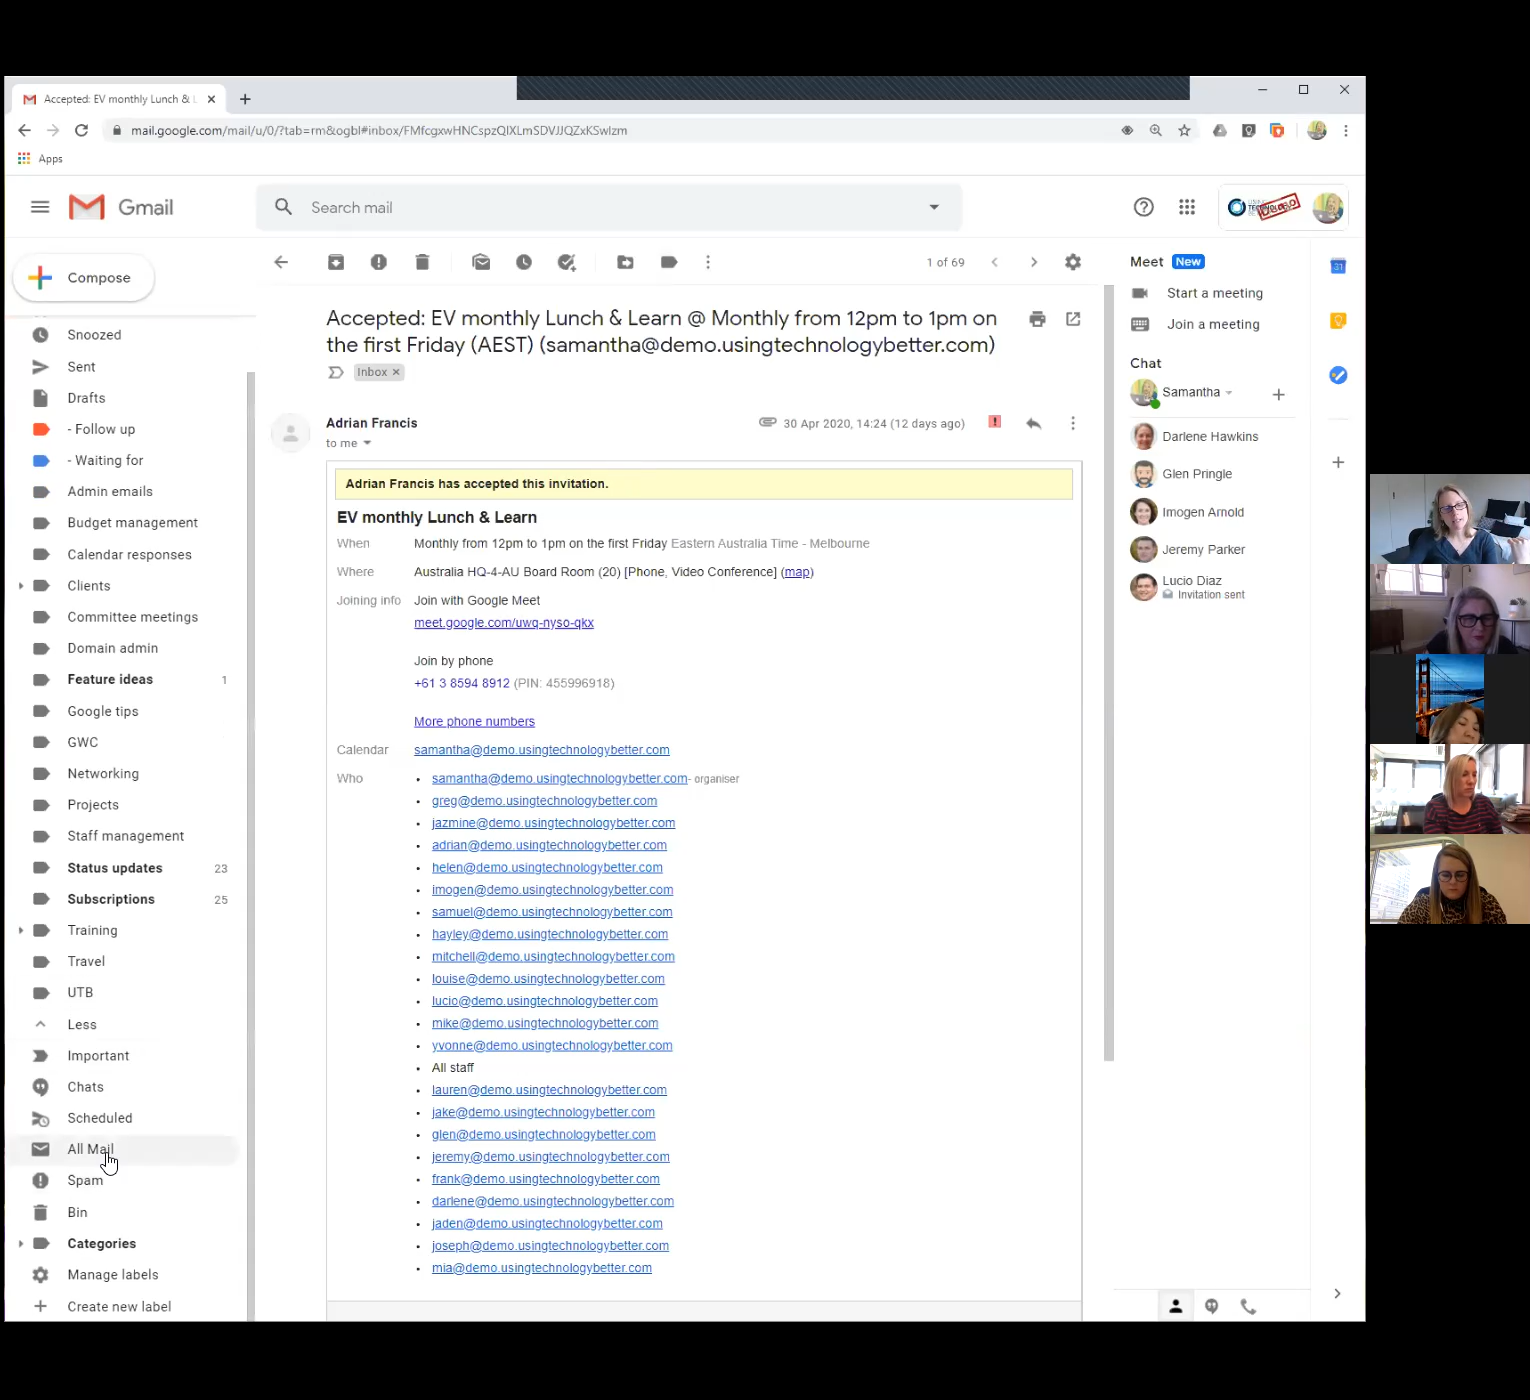 Accepted: EV monthly Lunch &
mail.google.com/mail/u/0/?tab=rm&ogbl#inbox/FMfcgxwHNCspzQlXLmSDVJJQZxKSwlzm
Apps
Gmail
Search mail
Compose
Snoozed
Sent
Drafts
- Follow up
- Waiting for
Admin emails
Budget management
Calendar responses
Clients
Committee meetings
Domain admin
Feature ideas 1
Google tips
GWC
Networking
Projects
Staff management
Status updates 23
Subscriptions 25
Training
Travel
UTB
Less
Important
Chats
Scheduled
All Mail
Spam
Bin
Categories
Manage labels
Create new label
1 of 69
Accepted: EV monthly Lunch & Learn @ Monthly from 12pm to 1pm on
the first Friday (AEST) (samantha@demo.usingtechnologybetter.com)
Inbox x
Adrian Francis
30 Apr 2020, 14:24 (12 days ago)
to me
Adrian Francis has accepted this invitation.
EV monthly Lunch & Learn
When Monthly from 12pm to 1pm on the first Friday Eastern Australia Time - Melbourne
Where Australia HQ-4-AU Board Room (20) [Phone, Video Conference] (map)
Joining info Join with Google Meet
meet.google.com/uwq-nyso-qkx
Join by phone
+61 3 8594 8912 (PIN: 455996918)
More phone numbers
Calendar samantha@demo.usingtechnologybetter.com
Who • samantha@demo.usingtechnologybetter.com- organiser
• greg@demo.usingtechnologybetter.com
• jazmine@demo.usingtechnologybetter.com
• adrian@demo.usingtechnologybetter.com
• helen@demo.usingtechnologybetter.com
• imogen@demo.usingtechnologybetter.com
• samuel@demo.usingtechnologybetter.com
• hayley@demo.usingtechnologybetter.com
• mitchell@demo.usingtechnologybetter.com
• louise@demo.usingtechnologybetter.com
• lucio@demo.usingtechnologybetter.com
• mike@demo.usingtechnologybetter.com
• yvonne@demo.usingtechnologybetter.com
• All staff
• lauren@demo.usingtechnologybetter.com
• jake@demo.usingtechnologybetter.com
• glen@demo.usingtechnologybetter.com
• jeremy@demo.usingtechnologybetter.com
• frank@demo.usingtechnologybetter.com
• darlene@demo.usingtechnologybetter.com
• jaden@demo.usingtechnologybetter.com
• joseph@demo.usingtechnologybetter.com
• mia@demo.usingtechnologybetter.com
Meet New
Start a meeting
Join a meeting
Chat
Samantha
Darlene Hawkins
Glen Pringle
Imogen Arnold
Jeremy Parker
Lucio Diaz
Invitation sent
31